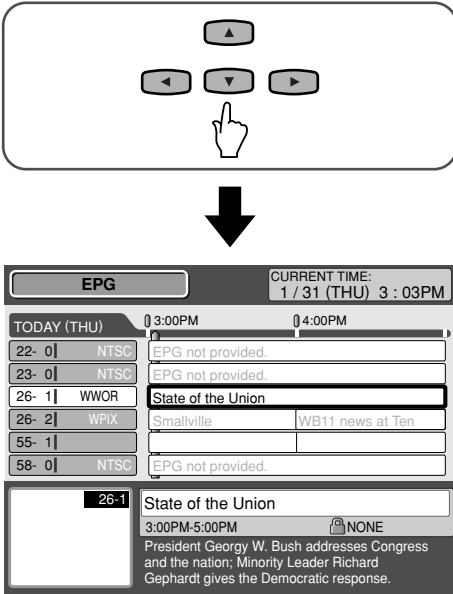 EPG
CURRENT TIME:
1 / 31 (THU) 3 : 03PM
TODAY (THU)
3:00PM
4:00PM
22- 0 NTSC
EPG not provided.
23- 0 NTSC
EPG not provided.
26- 1 WWOR
State of the Union
26- 2 WPIX
Smallville
WB11 news at Ten
55- 1
58- 0 NTSC
EPG not provided.
26-1
State of the Union
3:00PM-5:00PM
NONE
President Georgy W. Bush addresses Congress
and the nation; Minority Leader Richard
Gephardt gives the Democratic response.